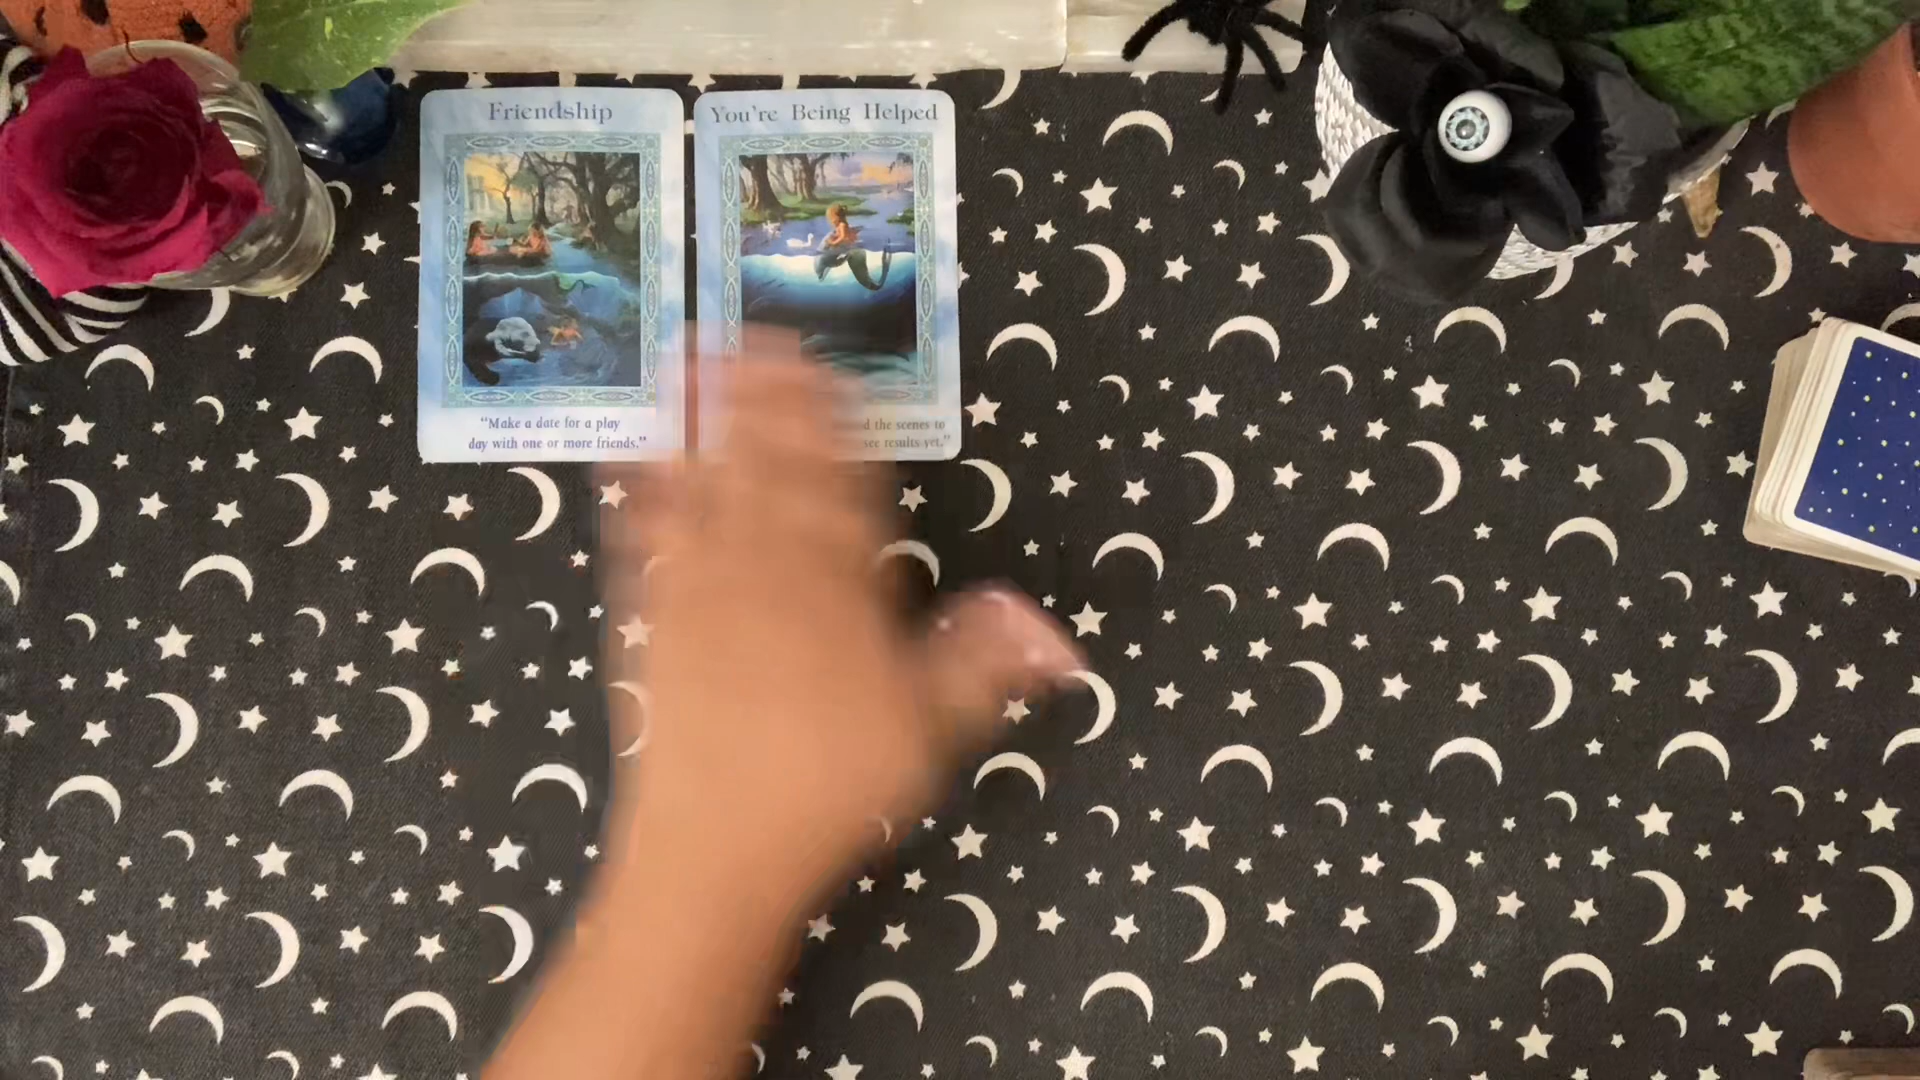 Friendship
"Make a date for a play
day with one or more friends."
You're Being Helped
the scenes to
see results yet."